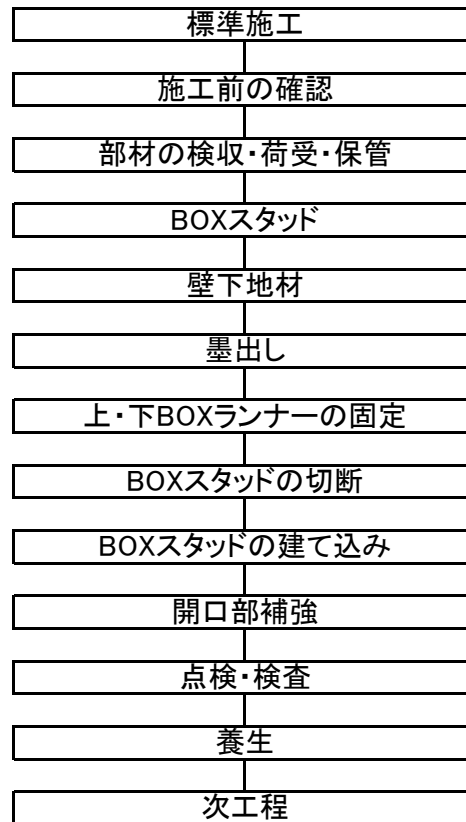 標準施工
施工前の確認
部材の検収・荷受・保管
BOXスタッド
壁下地材
墨出し
上・下BOXランナーの固定
BOXスタッドの切断
BOXスタッドの建て込み
開口部補強
点検・検査
養生
次工程